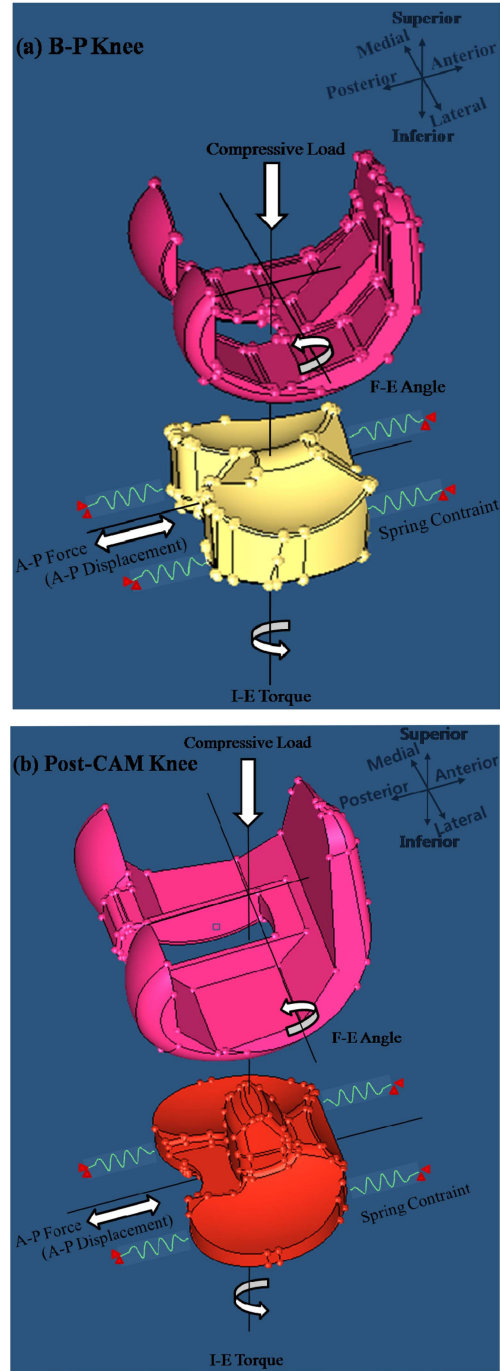 (a) B-P Knee
Superior
Medial
Anterior
Posterior
Lateral
Inferior
Compressive Load
F-E Angle
Spring Contraint
A-P Force
(A-P Displacement)
I-E Torque
(b) Post-CAM Knee
Compressive Load
Superior
Medial
Anterior
Posterior
Lateral
Inferior
F-E Angle
Spring Contraint
A-P Force
(A-P Displacement)
I-E Torque